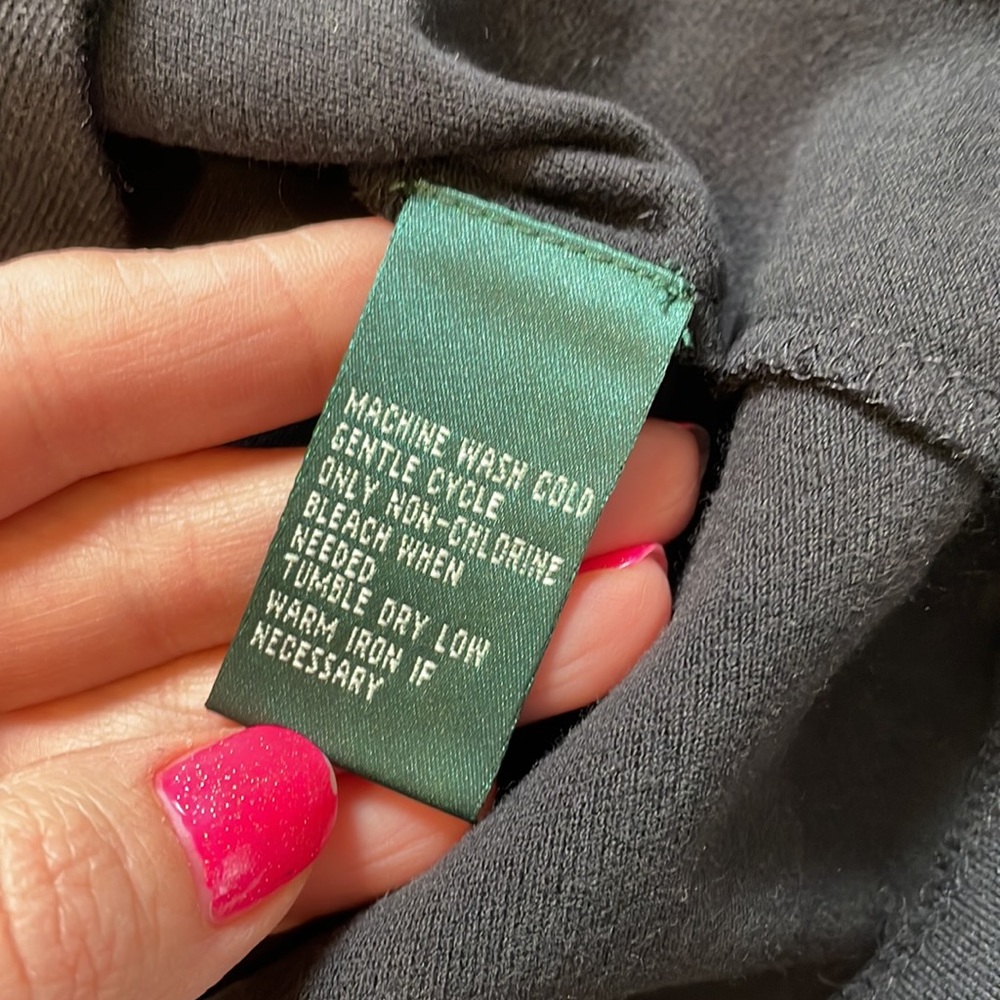 MACHINE WASH COLD
GENTLE CYCLE
ONLY NON-CHLORINE
BLEACH WHEN
NEEDED
TUMBLE DRY LOW
WARM IRON IF
NECESSARY